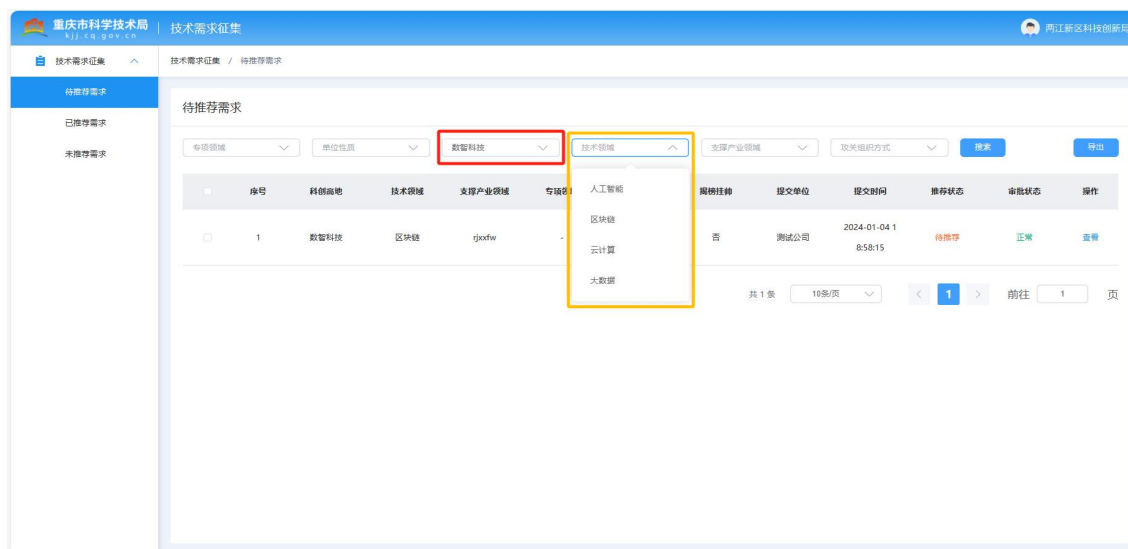 重庆市科学技术局
kjj.cq.gov.cn
技术需求征集
两江新区科技创新局
技术需求征集
待推荐需求
已推荐需求
未推荐需求
技术需求征集 / 待推荐需求
待推荐需求
专项领域 单位性质 数智科技 技术领域 支撑产业领域 攻关组织方式 搜索 导出
人工智能
区块链
云计算
大数据
序号 科创高地 技术领域 支撑产业领域 专项领 揭榜挂帅 提交单位 提交时间 推荐状态 审批状态 操作
1 数智科技 区块链 rjxxfw - 否 测试公司 2024-01-04 1
8:58:15 待推荐 正常 查看
共 1 条 10条/页 < 1 > 前往 1 页